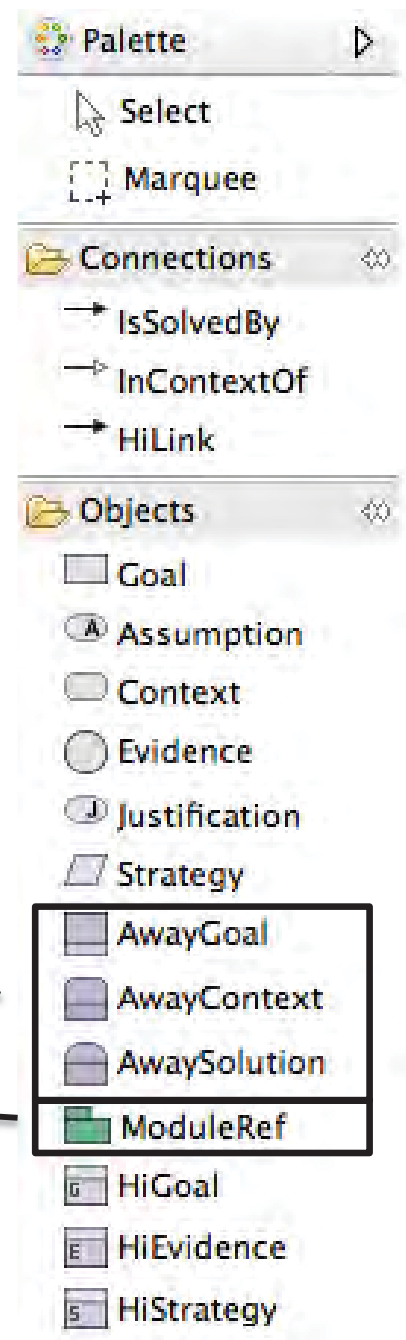 Palette
Select
Marquee
Connections
IsSolvedBy
InContextOf
HiLink
Objects
Goal
A Assumption
Context
Evidence
J Justification
Strategy
AwayGoal
AwayContext
AwaySolution
ModuleRef
G HiGoal
E HiEvidence
S HiStrategy